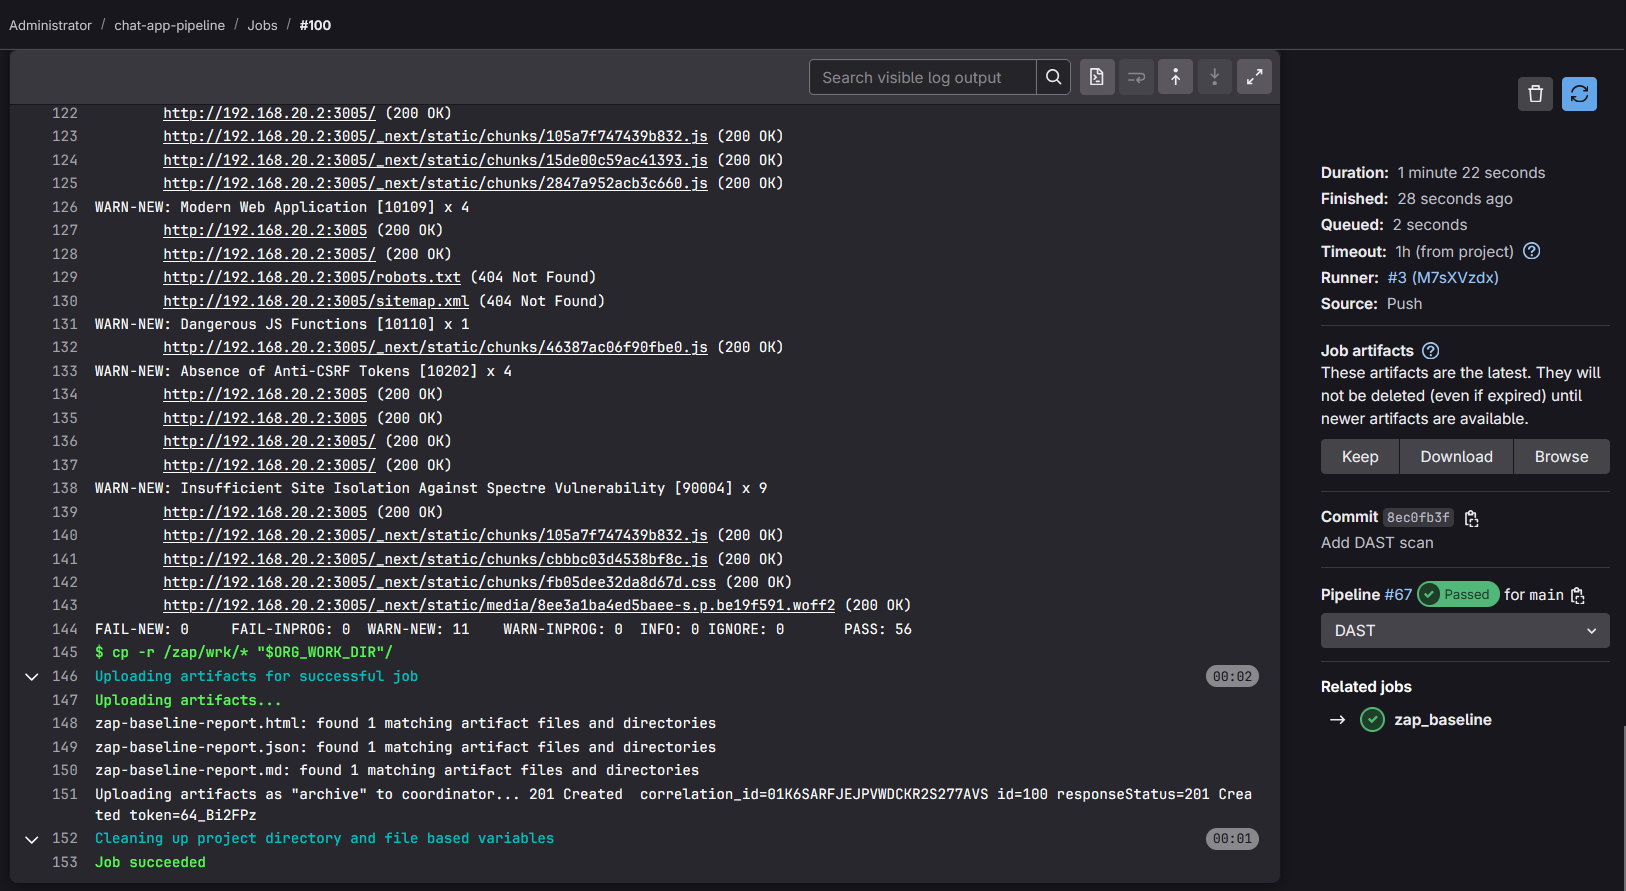 Administrator / chat-app-pipeline / Jobs / #100
Search visible log output
122 http://192.168.20.2:3005/ (200 OK)
123 http://192.168.20.2:3005/_next/static/chunks/105a7f747439b832.js (200 OK)
124 http://192.168.20.2:3005/_next/static/chunks/15de00c59ac41393.js (200 OK)
125 http://192.168.20.2:3005/_next/static/chunks/2847a952acb3c660.js (200 OK)
126 WARN-NEW: Modern Web Application [10109] x 4
127 http://192.168.20.2:3005 (200 OK)
128 http://192.168.20.2:3005/ (200 OK)
129 http://192.168.20.2:3005/robots.txt (404 Not Found)
130 http://192.168.20.2:3005/sitemap.xml (404 Not Found)
131 WARN-NEW: Dangerous JS Functions [10110] x 1
132 http://192.168.20.2:3005/_next/static/chunks/46387ac06f90fbe0.js (200 OK)
133 WARN-NEW: Absence of Anti-CSRF Tokens [10202] x 4
134 http://192.168.20.2:3005 (200 OK)
135 http://192.168.20.2:3005 (200 OK)
136 http://192.168.20.2:3005/ (200 OK)
137 http://192.168.20.2:3005/ (200 OK)
138 WARN-NEW: Insufficient Site Isolation Against Spectre Vulnerability [90004] x 9
139 http://192.168.20.2:3005 (200 OK)
140 http://192.168.20.2:3005/_next/static/chunks/105a7f747439b832.js (200 OK)
141 http://192.168.20.2:3005/_next/static/chunks/cbbbc03d4538bf8c.js (200 OK)
142 http://192.168.20.2:3005/_next/static/chunks/fb05dee32da8d67d.css (200 OK)
143 http://192.168.20.2:3005/_next/static/media/8ee3a1ba4ed5baee-s.p.be19f591.woff2 (200 OK)
144 FAIL-NEW: 0 FAIL-INPROG: 0 WARN-NEW: 11 WARN-INPROG: 0 INFO: 0 IGNORE: 0 PASS: 56
145 $ cp -r /zap/wrk/* "$ORG_WORK_DIR"/
146 Uploading artifacts for successful job 00:02
147 Uploading artifacts...
148 zap-baseline-report.html: found 1 matching artifact files and directories
149 zap-baseline-report.json: found 1 matching artifact files and directories
150 zap-baseline-report.md: found 1 matching artifact files and directories
151 Uploading artifacts as "archive" to coordinator... 201 Created correlation_id=01K6SARFJEJPVWDCKR2S277AVS id=100 responseStatus=201 Crea
ted token=64_Bi2FPz
152 Cleaning up project directory and file based variables 00:01
153 Job succeeded
Duration: 1 minute 22 seconds
Finished: 28 seconds ago
Queued: 2 seconds
Timeout: 1h (from project)
Runner: #3 (M7sXVzdx)
Source: Push
Job artifacts
These artifacts are the latest. They will
not be deleted (even if expired) until
newer artifacts are available.
Keep Download Browse
Commit 8ec0fb3f
Add DAST scan
Pipeline #67 Passed for main
DAST
Related jobs
→ zap_baseline